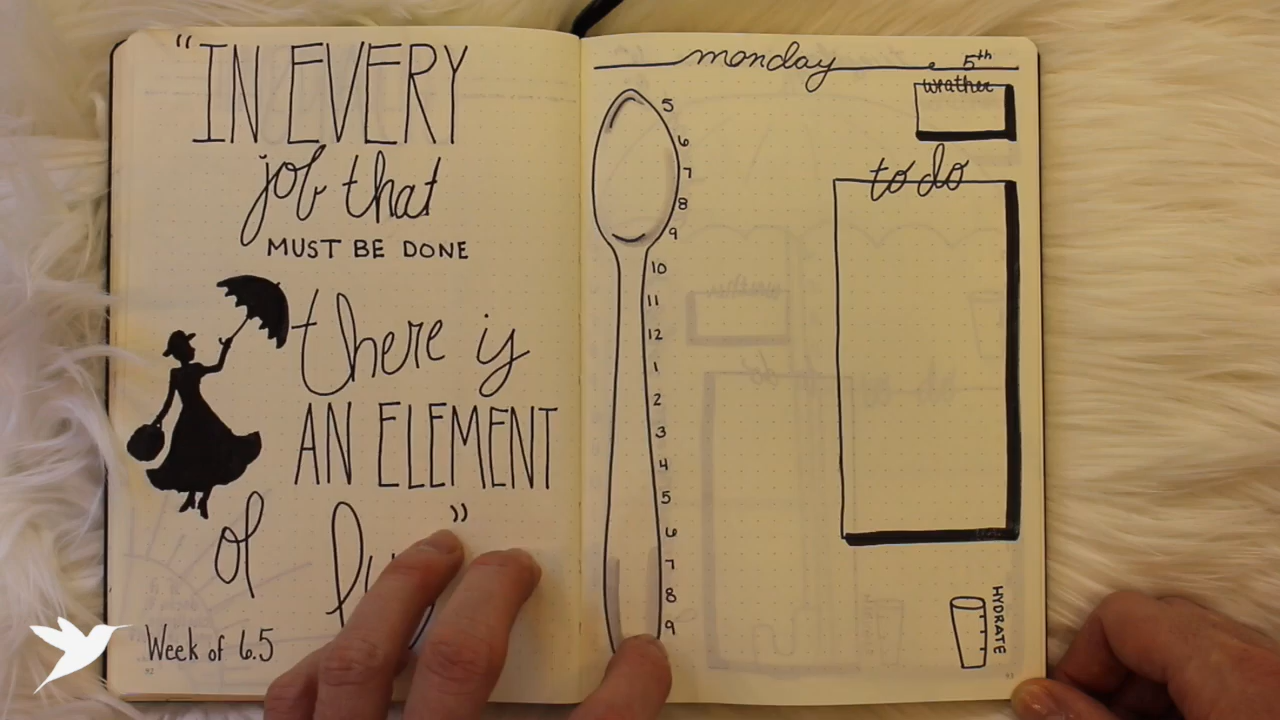 “IN EVERY
job that
MUST BE DONE
there is
AN ELEMENT
of
”
Week of 6.5
92
monday 5th
weather
to do
5
6
7
8
9
10
11
12
1
2
3
4
5
6
7
8
9
HYDRATE
93